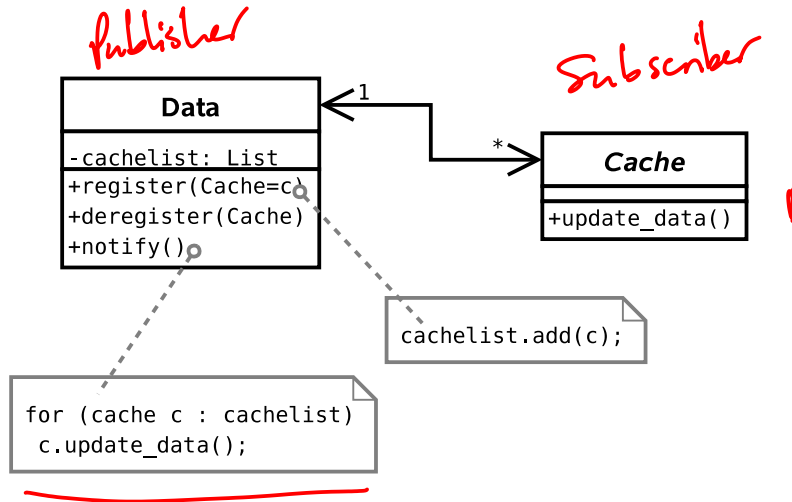 Publisher
Subscriber
Data
1
-cachelist: List
*
Cache
+register(Cache=c)
+deregister(Cache)
+update_data()
+notify()
cachelist.add(c);
for (cache c : cachelist)
c.update_data();